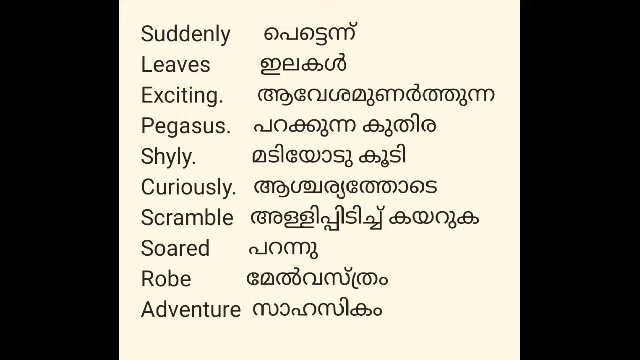 Suddenly പെട്ടെന്ന്
Leaves ഇലകൾ
Exciting. ആവേശമുണർത്തുന്ന
Pegasus. പറക്കുന്ന കുതിര
Shyly. മടിയോടു കൂടി
Curiously. ആശ്ചര്യത്തോടെ
Scramble അള്ളിപ്പിടിച്ച് കയറുക
Soared പറന്നു
Robe മേൽവസ്ത്രം
Adventure സാഹസികം